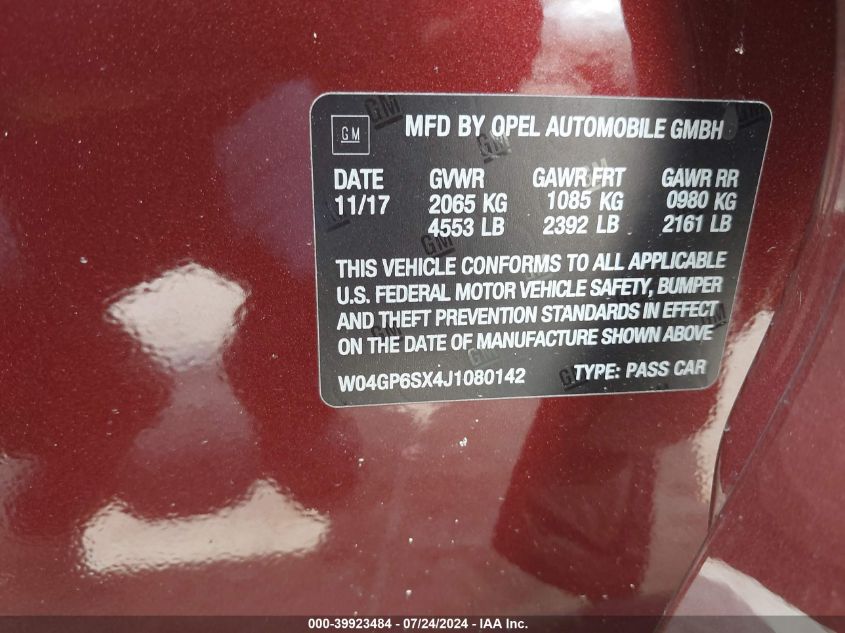 GM MFD BY OPEL AUTOMOBILE GMBH
DATE GVWR GAWR FRT GAWR RR
11/17 2065 KG 1085 KG 0980 KG
4553 LB 2392 LB 2161 LB
THIS VEHICLE CONFORMS TO ALL APPLICABLE
U.S. FEDERAL MOTOR VEHICLE SAFETY, BUMPER
AND THEFT PREVENTION STANDARDS IN EFFECT
ON THE DATE OF MANUFACTURE SHOWN ABOVE
W04GP6SX4J1080142 TYPE: PASS CAR
000-39923484 / 07/24/2024 - IAA Inc.